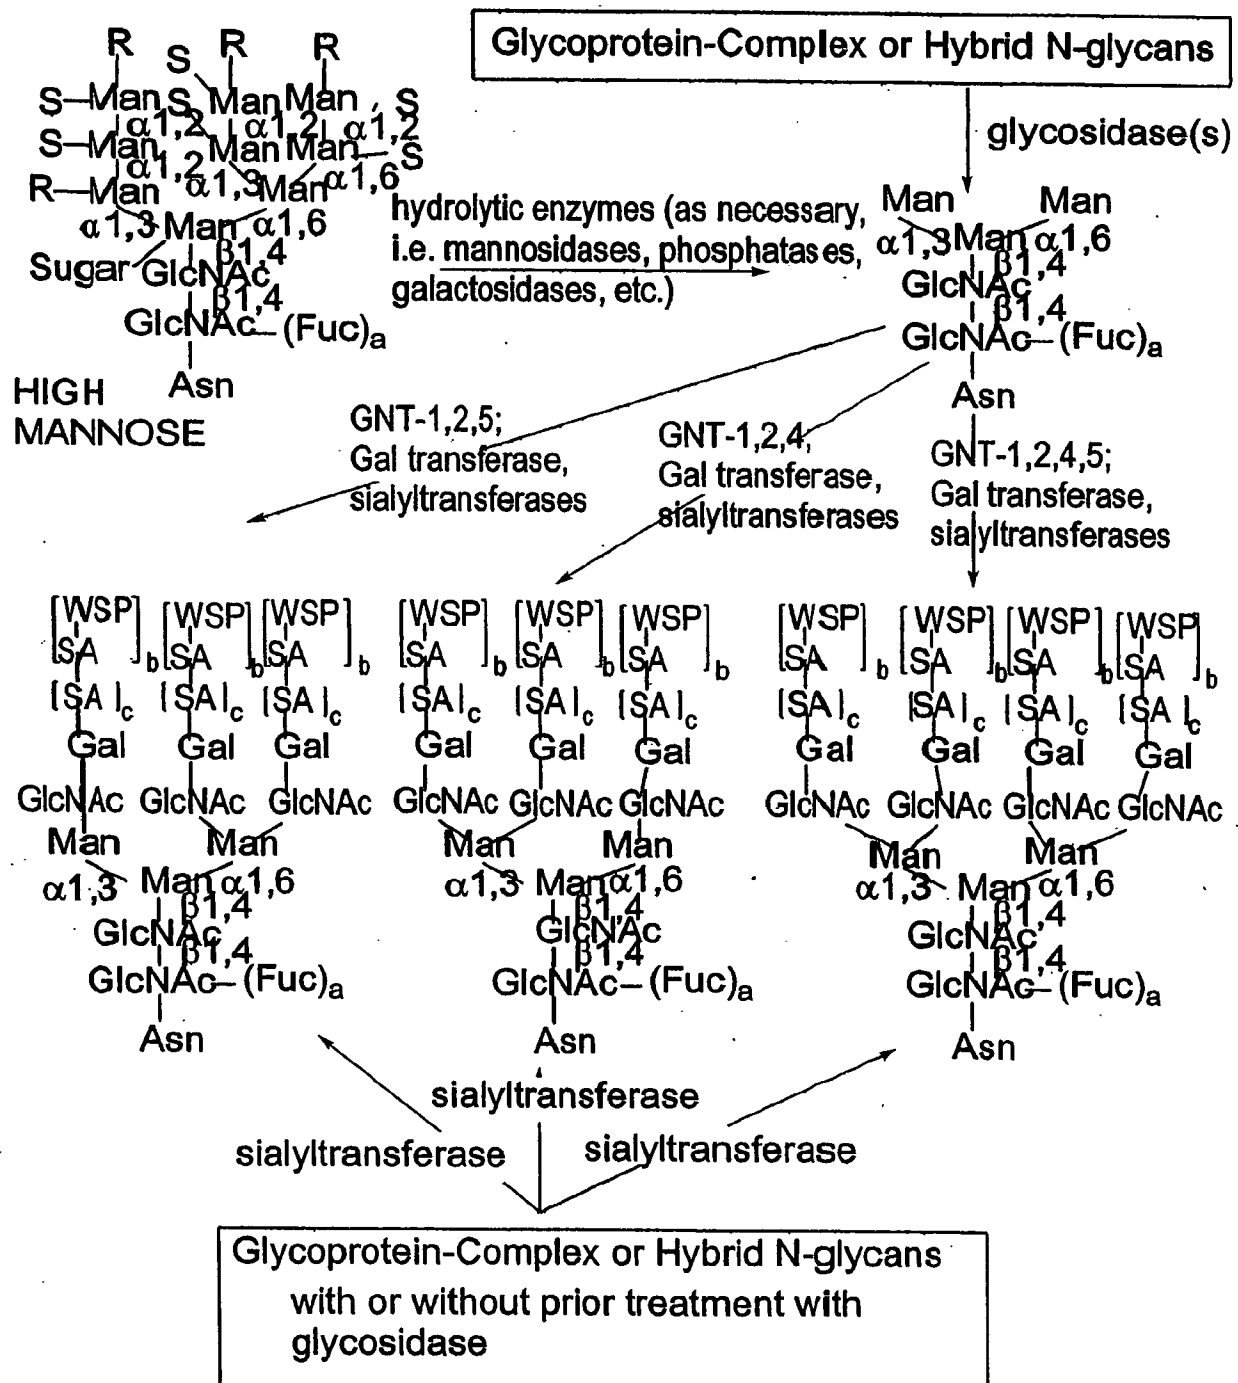 Glycoprotein-Complex or Hybrid N-glycans
glycosidase(s)
R S R R
S–Man S Man Man S
α1,2 α1,2 α1,2
S–Man Man Man S
α1,2 α1,3 α1,6
R–Man Man
α1,3 Man α1,6
β1,4
Sugar GlcNAc
β1,4
GlcNAc–(Fuc)a
Asn
HIGH
MANNOSE
hydrolytic enzymes (as necessary,
i.e. mannosidases, phosphatases,
galactosidases, etc.)
Man Man
α1,3 Man α1,6
β1,4
GlcNAc
β1,4
GlcNAc–(Fuc)a
Asn
GNT-1,2,5;
Gal transferase,
sialyltransferases
GNT-1,2,4;
Gal transferase,
sialyltransferases
GNT-1,2,4,5;
Gal transferase,
sialyltransferases
[WSP] [WSP] [WSP]
[SA]b [SA]b [SA]b
[SA]c [SA]c [SA]c
Gal Gal Gal
GlcNAc GlcNAc GlcNAc
Man Man
α1,3 Man α1,6
β1,4
GlcNAc
β1,4
GlcNAc–(Fuc)a
Asn
[WSP] [WSP] [WSP]
[SA]b [SA]b [SA]b
[SA]c [SA]c [SA]c
Gal Gal Gal
GlcNAc GlcNAc GlcNAc
Man Man
α1,3 Man α1,6
β1,4
GlcNAc
β1,4
GlcNAc–(Fuc)a
Asn
[WSP] [WSP] [WSP] [WSP]
[SA]b [SA]b [SA]b [SA]b
[SA]c [SA]c [SA]c [SA]c
Gal Gal Gal Gal
GlcNAc GlcNAc GlcNAc GlcNAc
Man Man
α1,3 Man α1,6
β1,4
GlcNAc
β1,4
GlcNAc–(Fuc)a
Asn
sialyltransferase
sialyltransferase sialyltransferase
Glycoprotein-Complex or Hybrid N-glycans
with or without prior treatment with
glycosidase